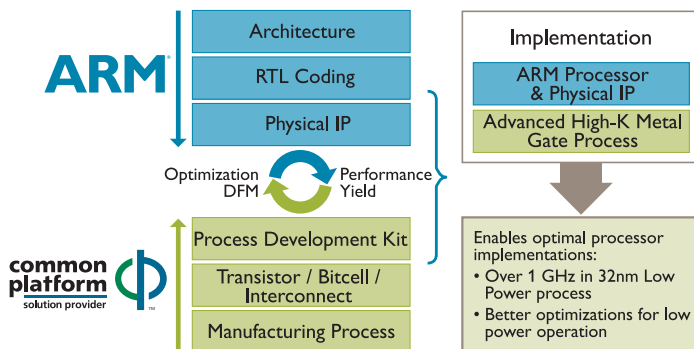 ARM®
Architecture
RTL Coding
Physical IP
Optimization
DFM
Performance
Yield
common
platform
solution provider
TM
Process Development Kit
Transistor / Bitcell /
Interconnect
Manufacturing Process
Implementation
ARM Processor
& Physical IP
Advanced High-K Metal
Gate Process
Enables optimal processor
implementations:
• Over 1 GHz in 32nm Low
Power process
• Better optimizations for low
power operation